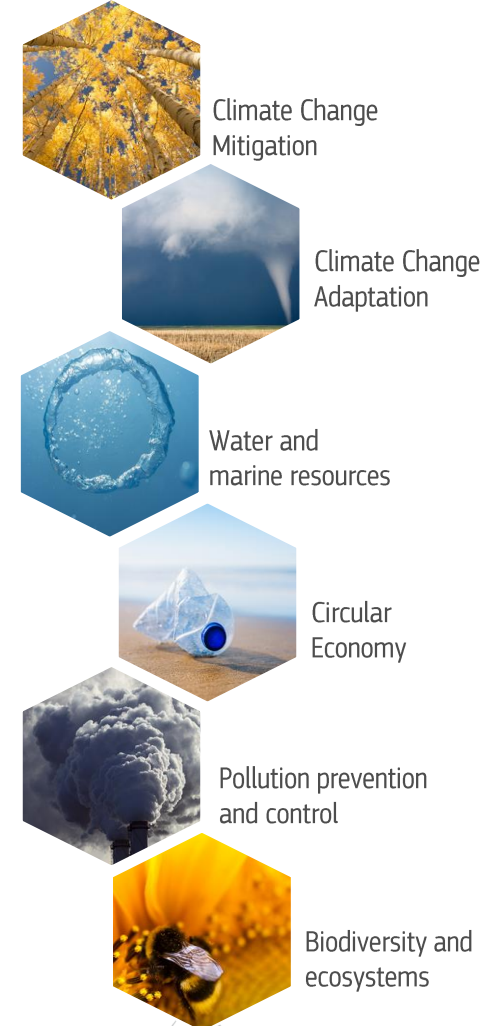 Climate Change
Mitigation
Climate Change
Adaptation
Water and
marine resources
Circular
Economy
Pollution prevention
and control
Biodiversity and
ecosystems